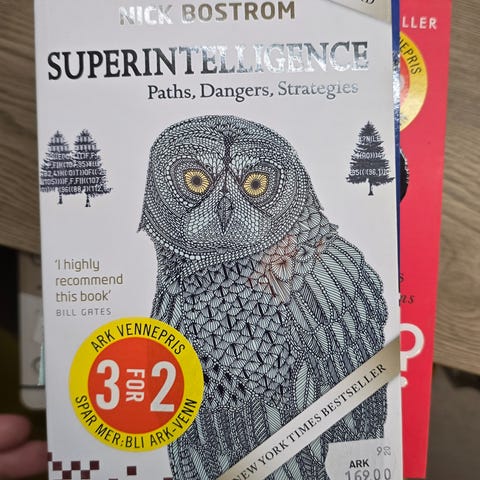 NICK BOSTROM
SUPERINTELLIGENCE
Paths, Dangers, Strategies
'I highly
recommend
this book'
BILL GATES
ARK VENNEPRIS
3 FOR 2
SPAR MER: BLI ARK-VENN
NEW YORK TIMES BESTSELLER
ARK
169.00